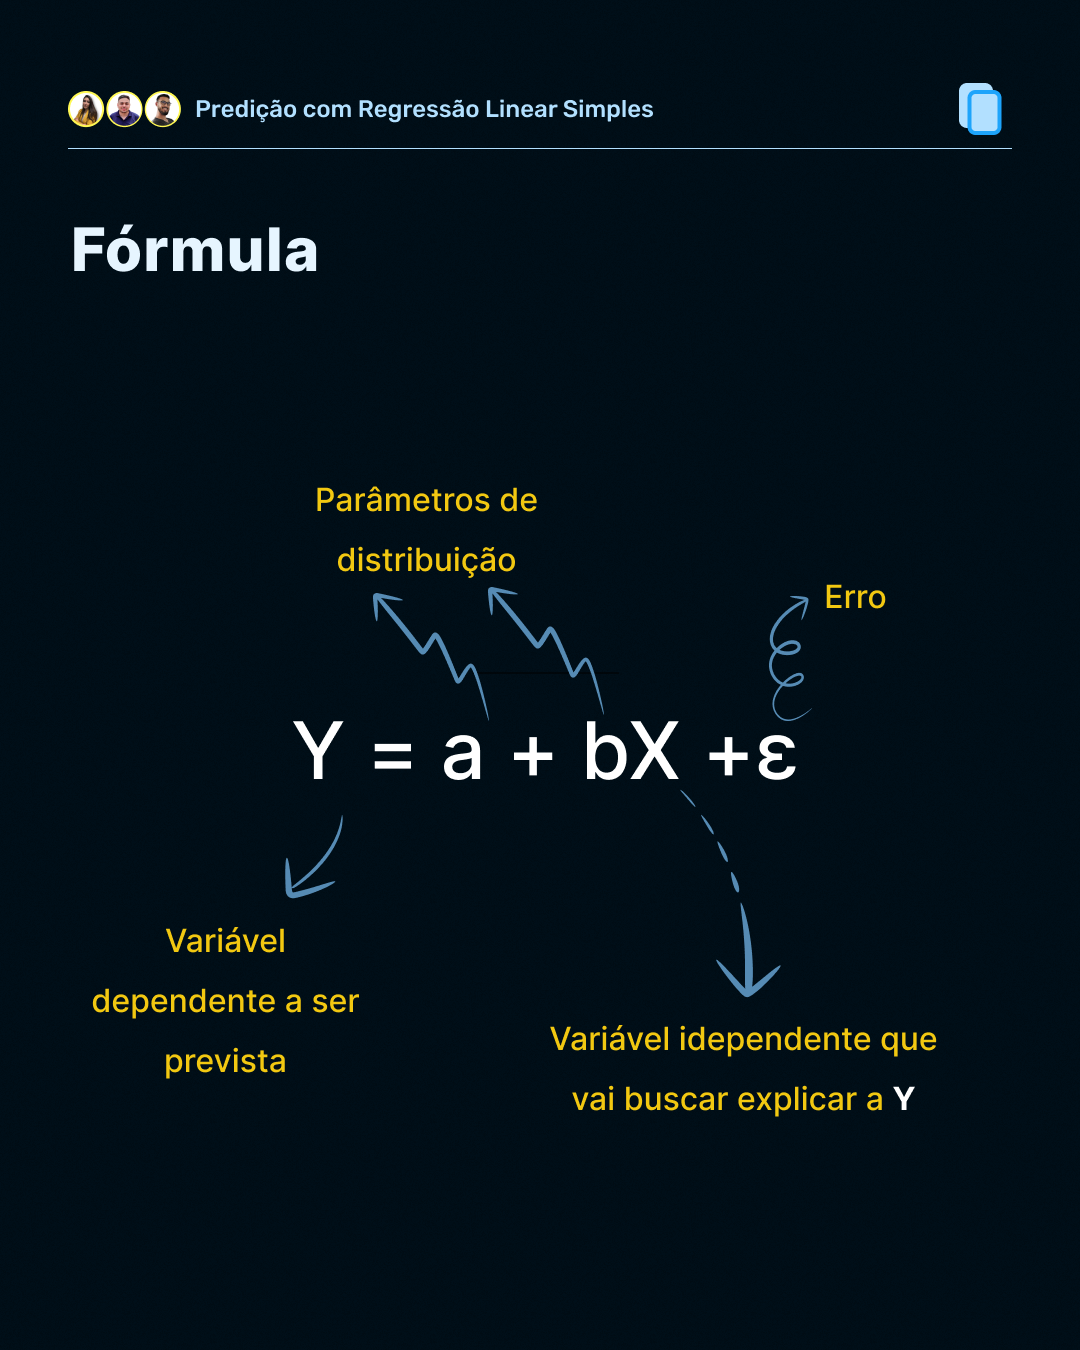 Predição com Regressão Linear Simples
Fórmula
Parâmetros de
distribuição
Erro
Y = a + bX +ε
Variável
dependente a ser
prevista
Variável idependente que
vai buscar explicar a Y